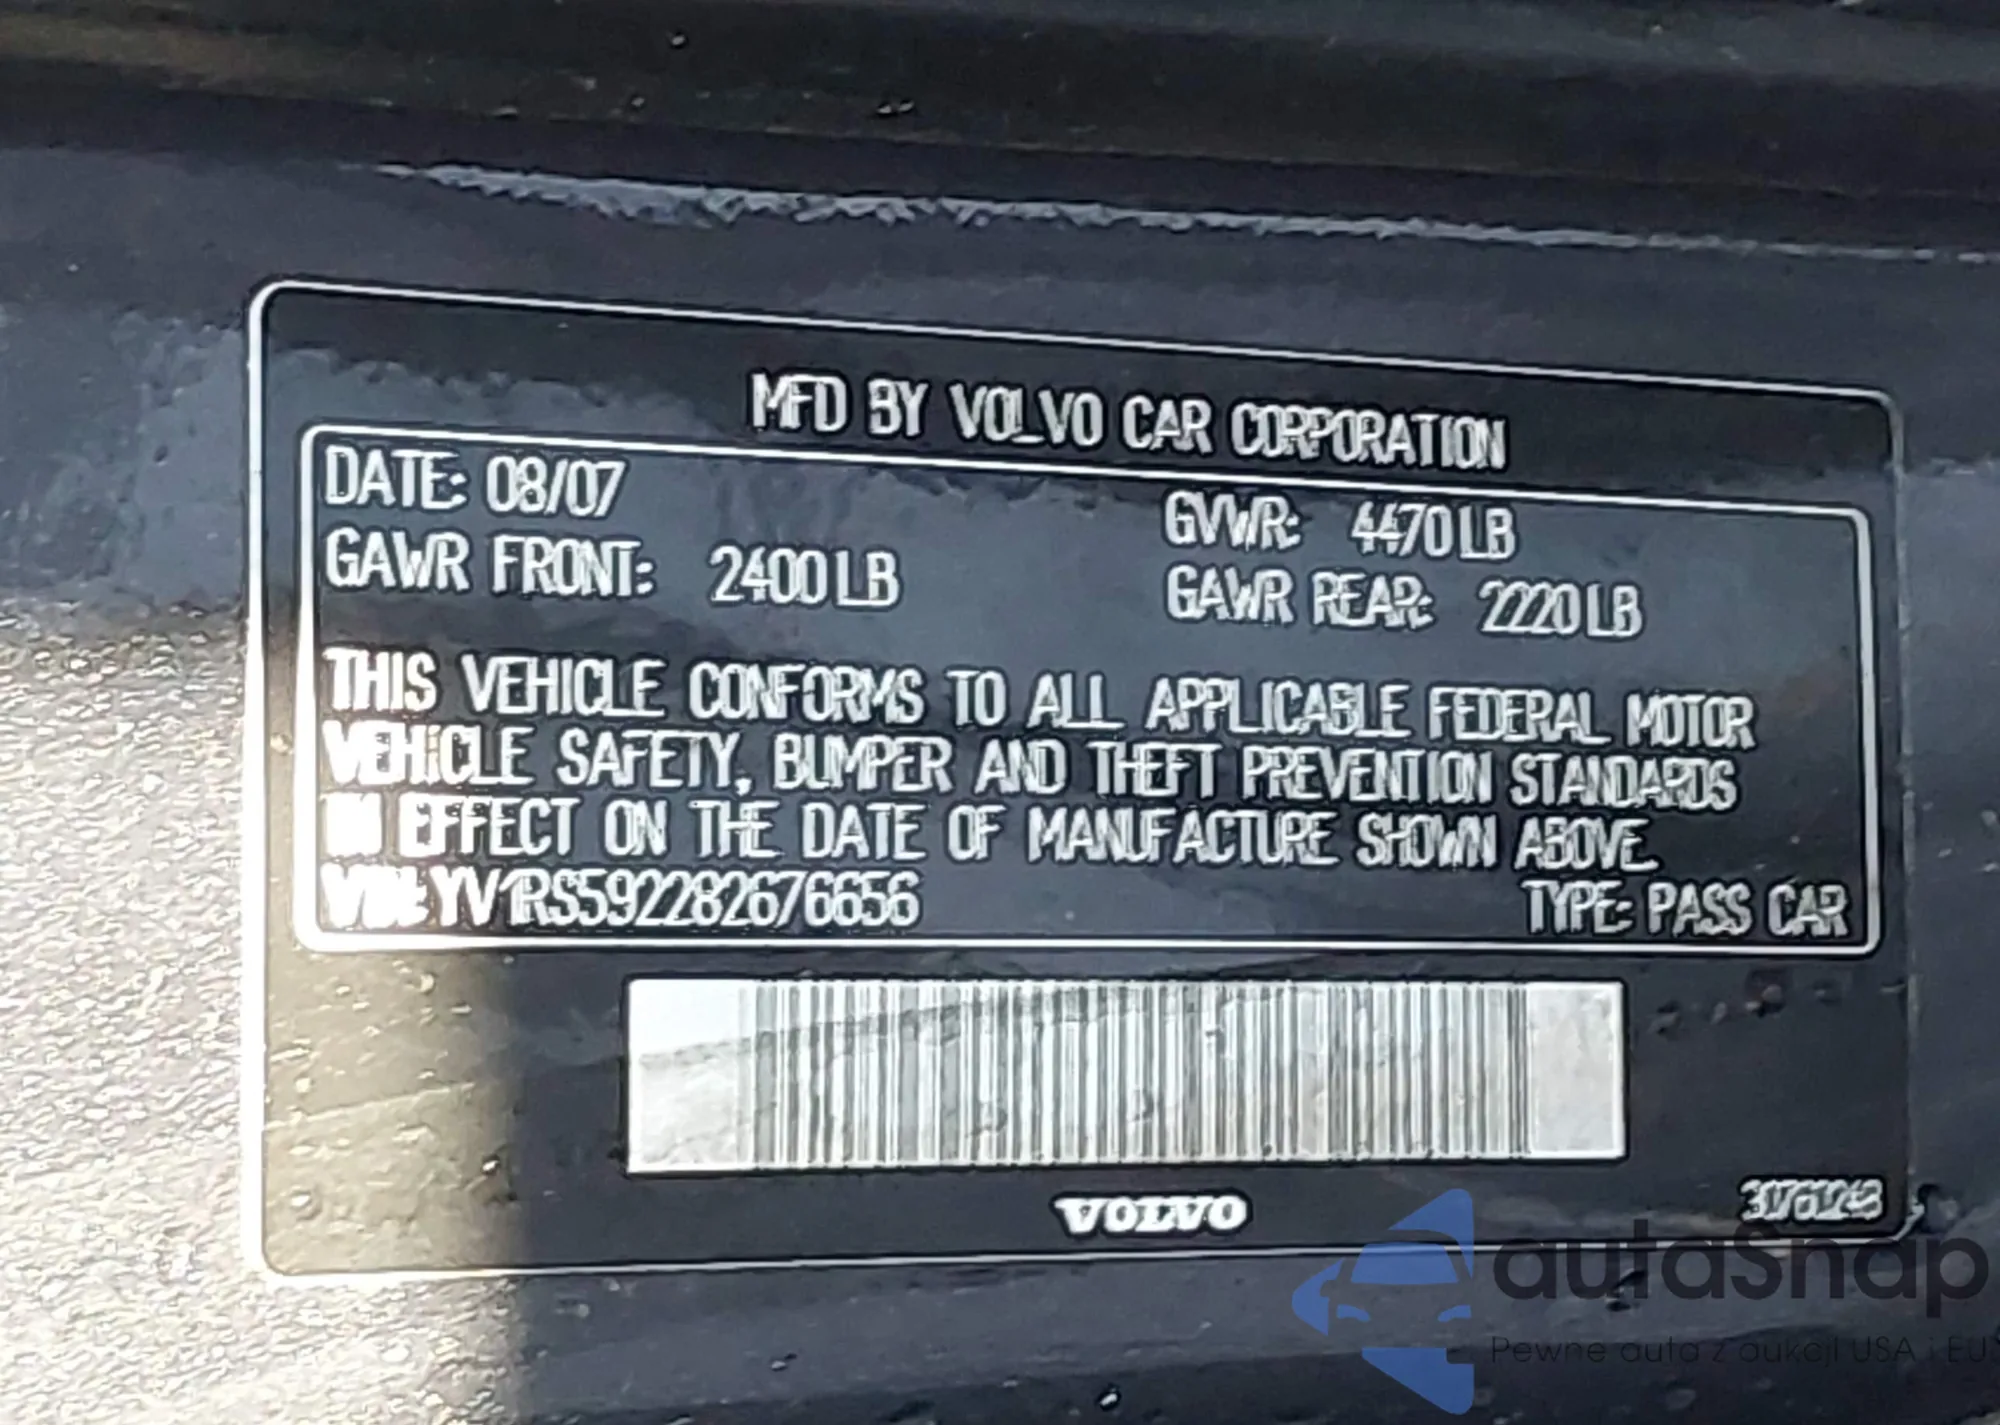 MFD BY VOLVO CAR CORPORATION
DATE: 08/07 GVWR: 4470 LB
GAWR FRONT: 2400 LB GAWR REAR: 2220 LB
THIS VEHICLE CONFORMS TO ALL APPLICABLE FEDERAL MOTOR
VEHICLE SAFETY, BUMPER AND THEFT PREVENTION STANDARDS
IN EFFECT ON THE DATE OF MANUFACTURE SHOWN ABOVE.
VIN: YV1RS592282676656 TYPE: PASS CAR
VOLVO
autaSnap
Pewne auta z aukcji USA i EU